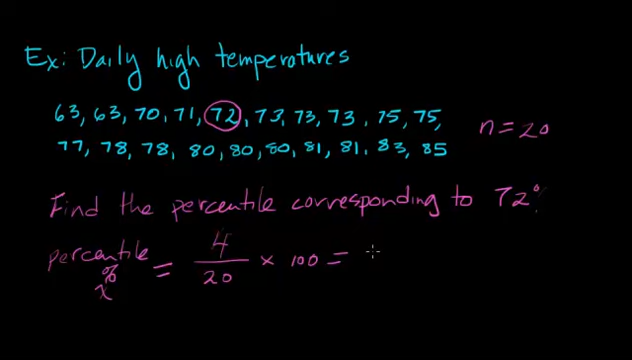 Ex: Daily high temperatures
63, 63, 70, 71, 72, 73, 73, 73, 75, 75,
77, 78, 78, 80, 80, 80, 81, 81, 83, 85
n = 20
Find the percentile corresponding to 72°.
percentile = 4/20 × 100 =
%
x